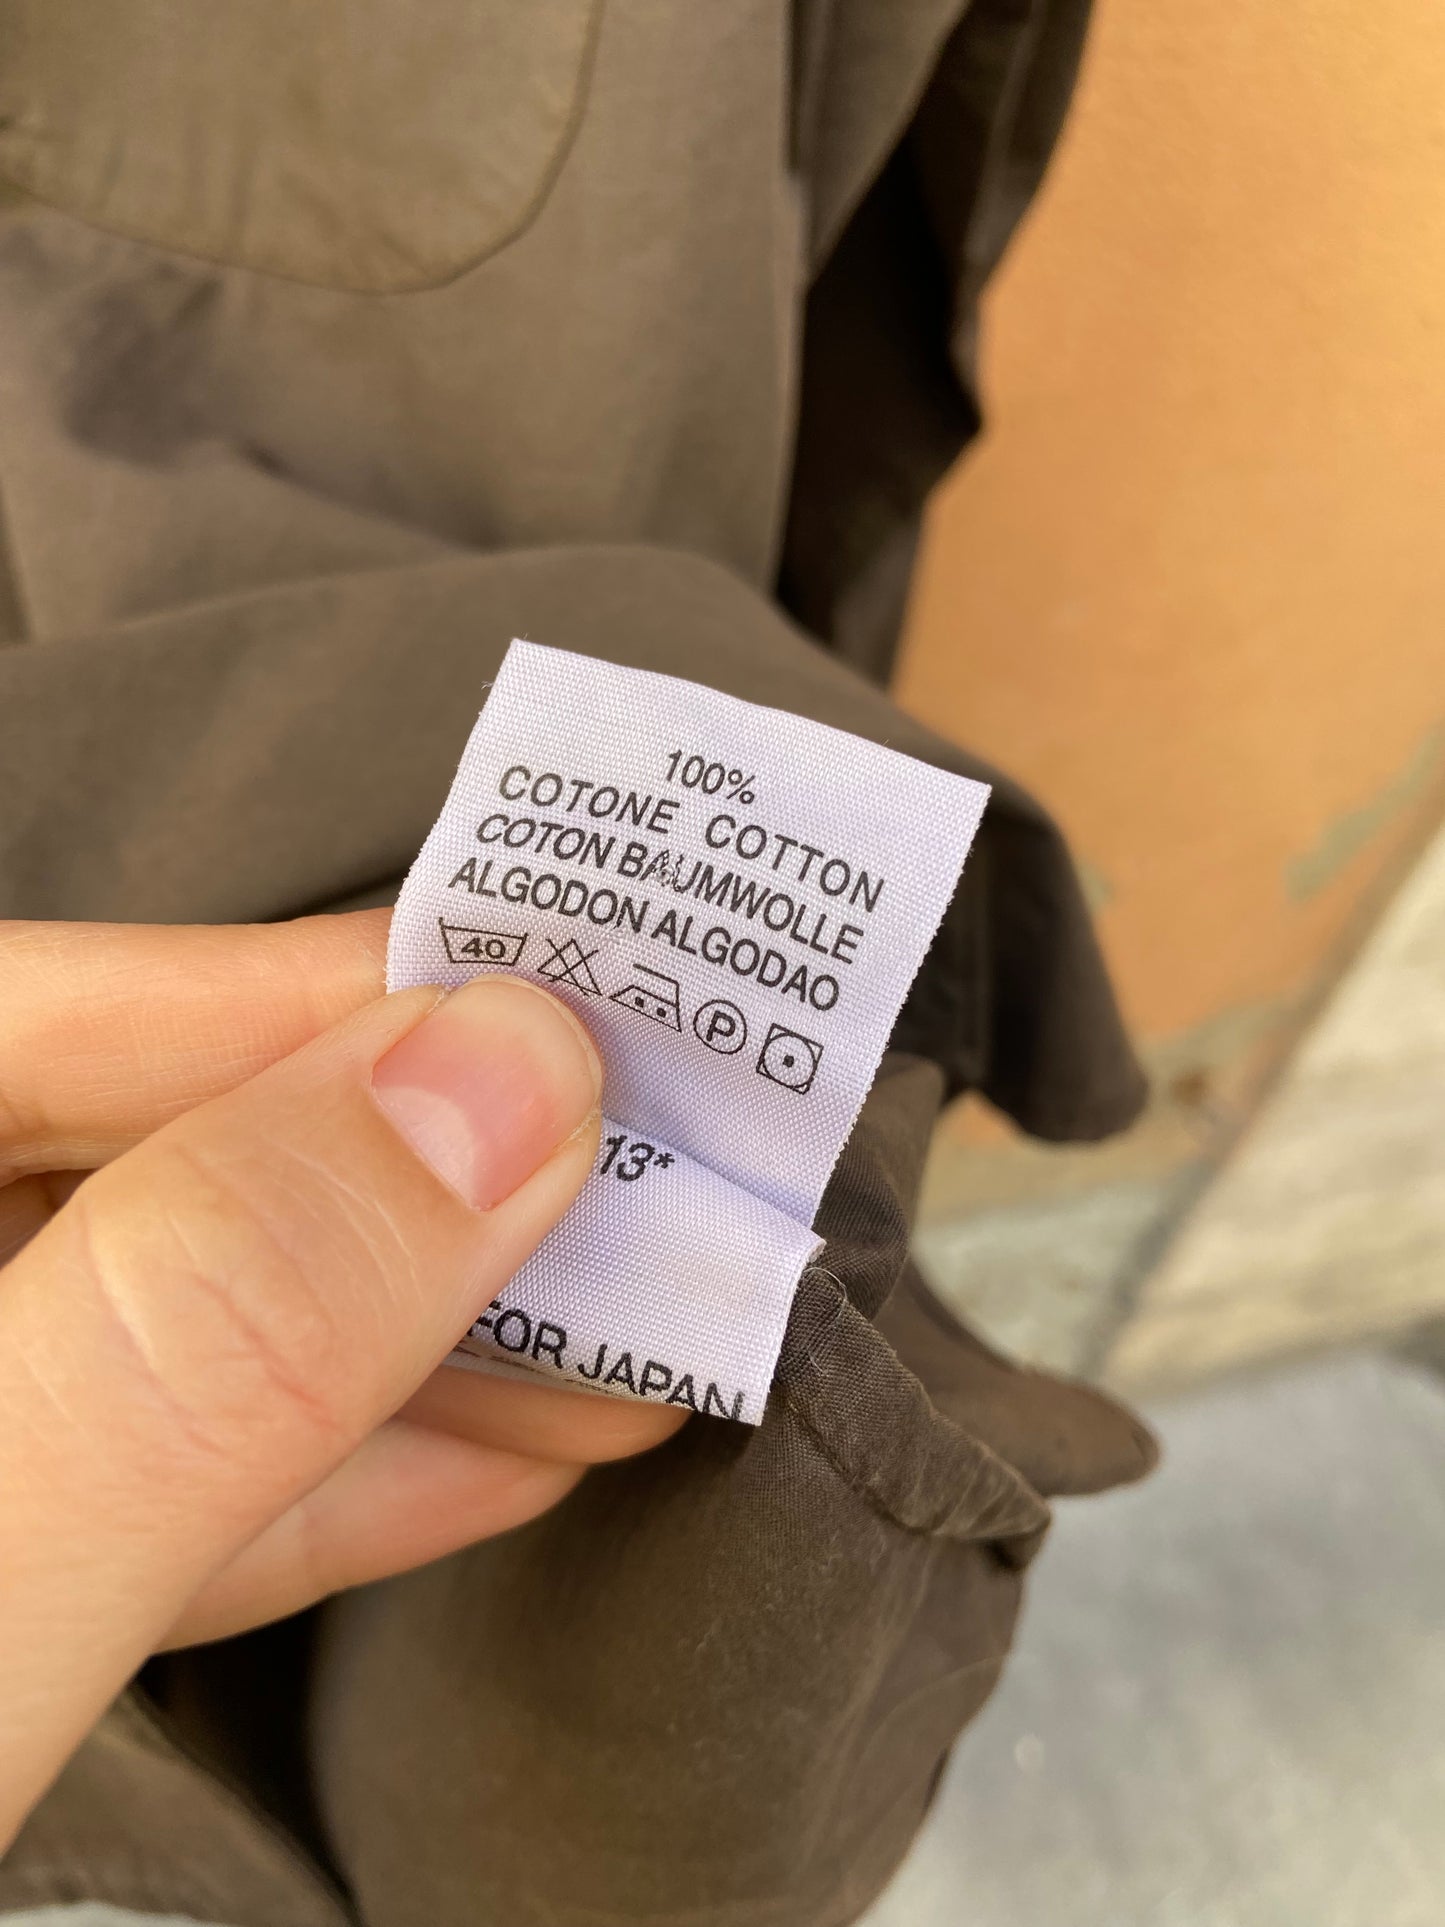 100%
COTONE COTTON
COTON BAUMWOLLE
ALGODON ALGODAO
40
P
13*
FOR JAPAN